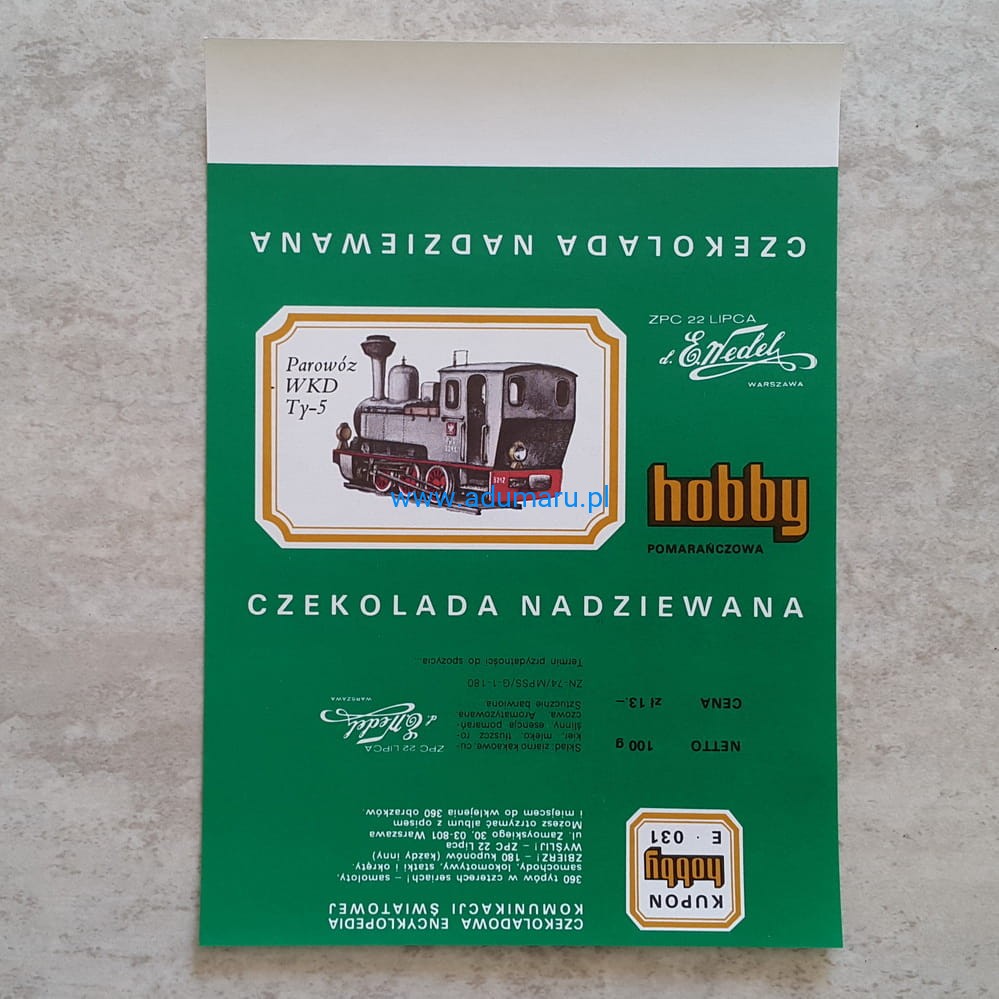 CZEKOLADA NADZIEWANA
ZPC 22 LIPCA
d. E. Wedel
WARSZAWA
Parowóz
WKD
Ty-5
3212
www.adumaru.pl
hobby
POMARAŃCZOWA
CZEKOLADA NADZIEWANA
CZEKOLADOWA ENCYKLOPEDIA
KOMUNIKACJI ŚWIATOWEJ
360 typów w czterech seriach! – samoloty,
samochody, lokomotywy, statki i okręty.
ZBIERZ! – 180 kuponów (każdy inny)
WYŚLIJ! – ZPC 22 Lipca
ul. Zamoyskiego 30, 03-801 Warszawa
Możesz otrzymać album z opisem
i miejscem do wklejenia 360 obrazków.
KUPON
hobby
E · 031
ZPC 22 LIPCA
d. E. Wedel
WARSZAWA
Skład: ziarno kakaowe, cu-
kier, mleko, tłuszcz ro-
ślinny, esencja pomarań-
czowa. Aromatyzowana
Sztucznie barwiona.
ZN-74/MPSS/G-1-180
Termin przydatności do spożycia...
NETTO 100 g
CENA zł 13.–